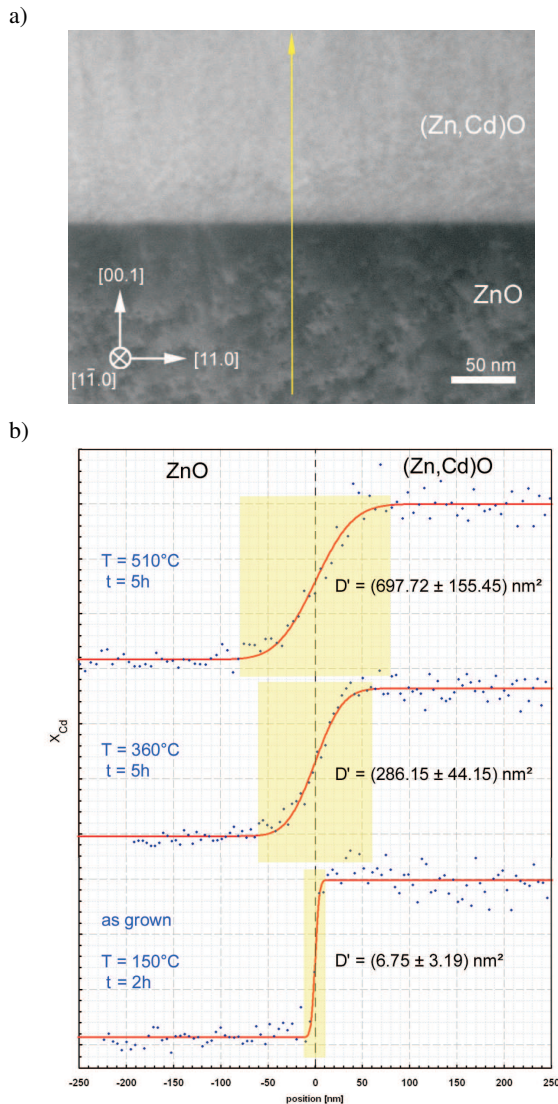 a)
(Zn,Cd)O
ZnO
[00.1]
[11.0]
[11̅.0]
50 nm
b)
ZnO
(Zn,Cd)O
T = 510°C
t = 5h
D' = (697.72 ± 155.45) nm²
X_Cd
T = 360°C
t = 5h
D' = (286.15 ± 44.15) nm²
as grown
T = 150°C
t = 2h
D' = (6.75 ± 3.19) nm²
-250 -200 -150 -100 -50 0 50 100 150 200 250
position [nm]